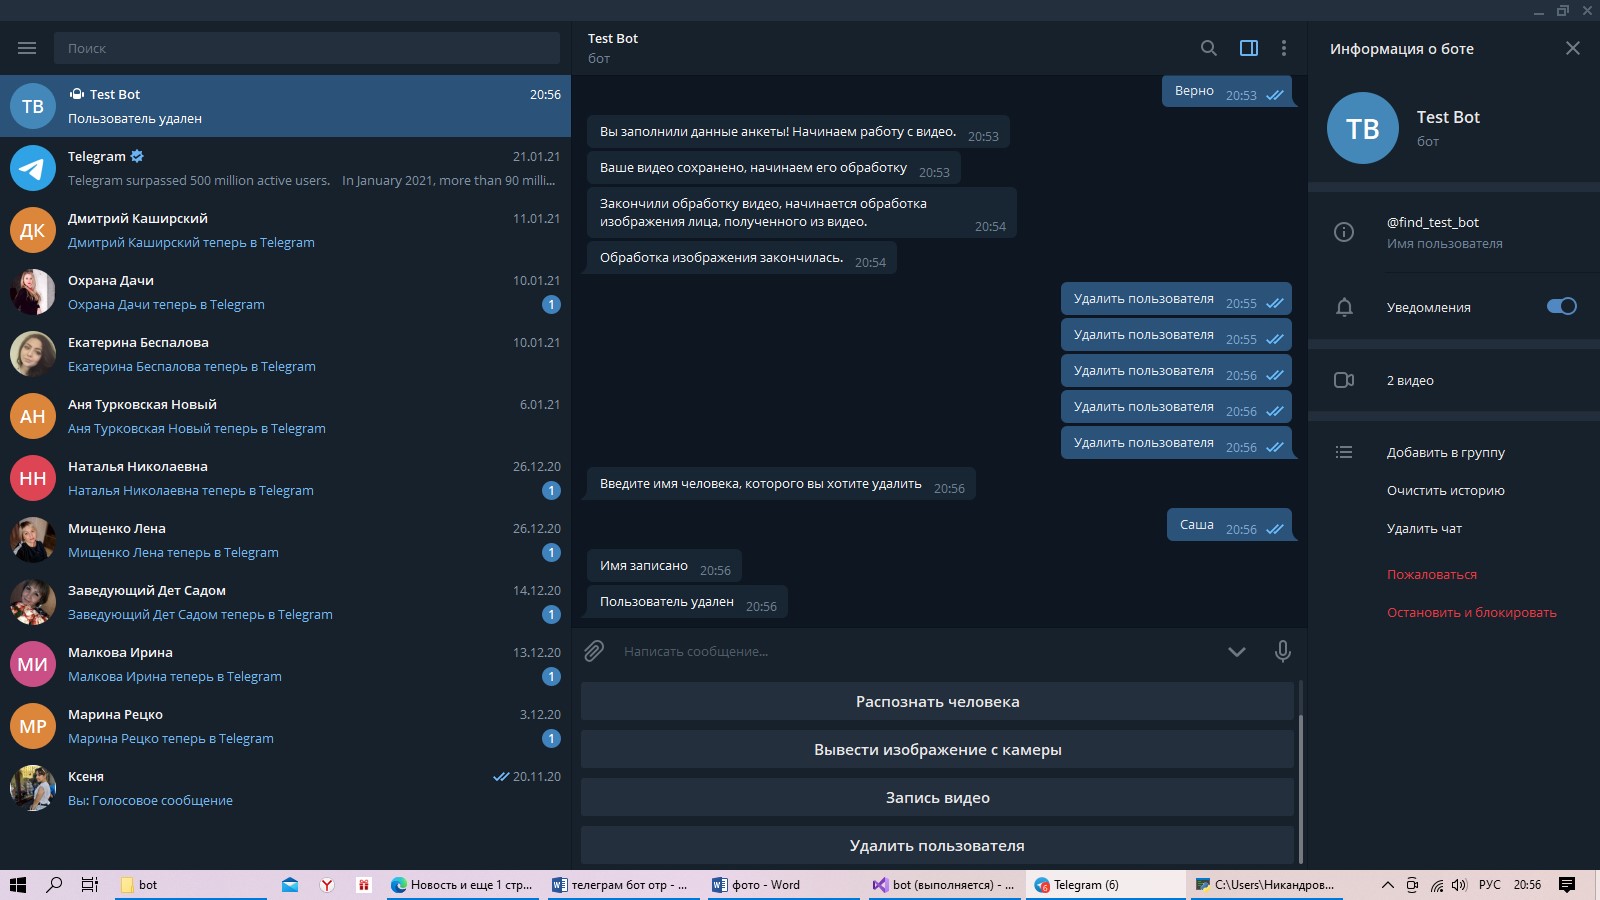 Поиск
TB
Test Bot
20:56
Пользователь удален
Telegram
21.01.21
Telegram surpassed 500 million active users. In January 2021, more than 90 milli...
ДК
Дмитрий Каширский
11.01.21
Дмитрий Каширский теперь в Telegram
Охрана Дачи
10.01.21
Охрана Дачи теперь в Telegram
1
Екатерина Беспалова
10.01.21
Екатерина Беспалова теперь в Telegram
АН
Аня Турковская Новый
6.01.21
Аня Турковская Новый теперь в Telegram
НН
Наталья Николаевна
26.12.20
Наталья Николаевна теперь в Telegram
1
Мищенко Лена
26.12.20
Мищенко Лена теперь в Telegram
1
Заведующий Дет Садом
14.12.20
Заведующий Дет Садом теперь в Telegram
1
МИ
Малкова Ирина
13.12.20
Малкова Ирина теперь в Telegram
1
МР
Марина Рецко
3.12.20
Марина Рецко теперь в Telegram
1
Ксеня
20.11.20
Вы: Голосовое сообщение
Test Bot
бот
Верно 20:53
Вы заполнили данные анкеты! Начинаем работу с видео. 20:53
Ваше видео сохранено, начинаем его обработку 20:53
Закончили обработку видео, начинается обработка
изображения лица, полученного из видео. 20:54
Обработка изображения закончилась. 20:54
Удалить пользователя 20:55
Удалить пользователя 20:55
Удалить пользователя 20:56
Удалить пользователя 20:56
Удалить пользователя 20:56
Введите имя человека, которого вы хотите удалить 20:56
Саша 20:56
Имя записано 20:56
Пользователь удален 20:56
Написать сообщение...
Распознать человека
Вывести изображение с камеры
Запись видео
Удалить пользователя
Информация о боте
TB
Test Bot
бот
@find_test_bot
Имя пользователя
Уведомления
2 видео
Добавить в группу
Очистить историю
Удалить чат
Пожаловаться
Остановить и блокировать
bot
Новость и еще 1 стр...
телеграм бот отр - ...
фото - Word
bot (выполняется) - ...
6
Telegram (6)
C:\Users\Никандров...
РУС
20:56